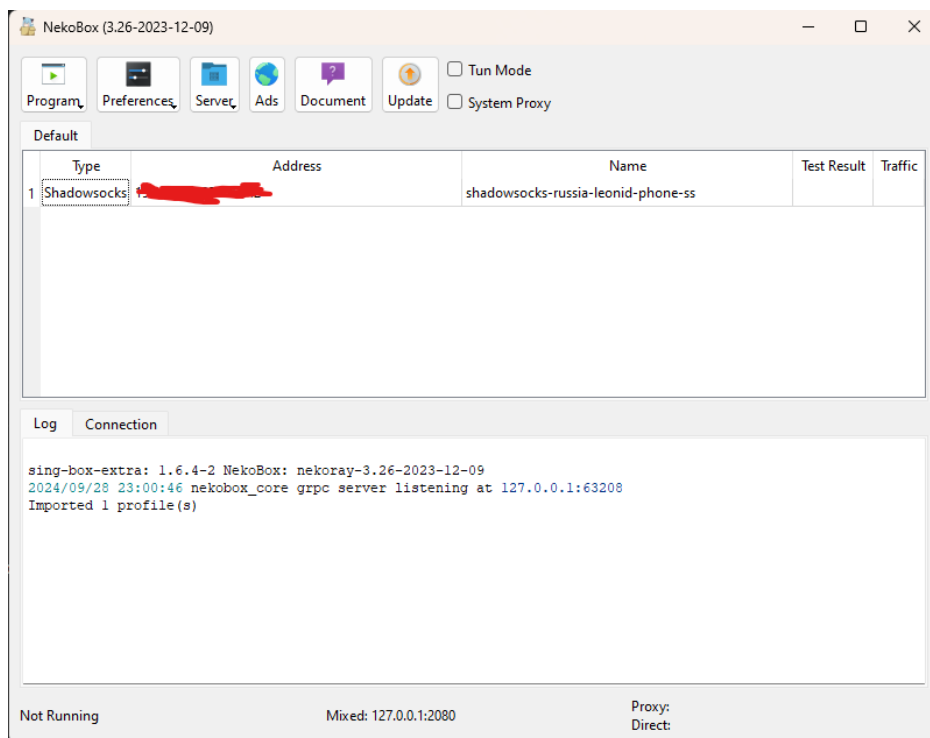 NekoBox (3.26-2023-12-09)
Program Preferences Server Ads Document Update Tun Mode
System Proxy
Default
Type Address Name Test Result Traffic
1 Shadowsocks shadowsocks-russia-leonid-phone-ss
Log Connection
sing-box-extra: 1.6.4-2 NekoBox: nekoray-3.26-2023-12-09
2024/09/28 23:00:46 nekobox_core grpc server listening at 127.0.0.1:63208
Imported 1 profile(s)
Not Running Mixed: 127.0.0.1:2080 Proxy:
Direct: